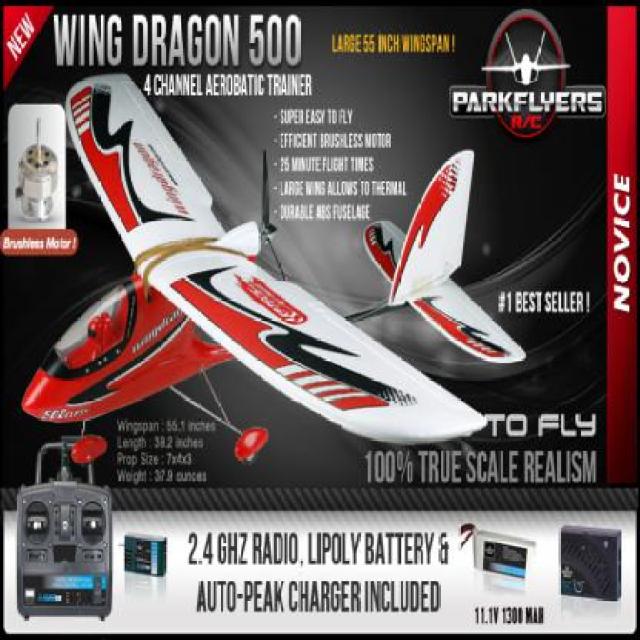 NEW
WING DRAGON 500
4 CHANNEL AEROBATIC TRAINER
LARGE 55 INCH WINGSPAN !
PARKFLYERS
R/C
· SUPER EASY TO FLY
· EFFICIENT BRUSHLESS MOTOR
· 25 MINUTE FLIGHT TIMES
· LARGE WING ALLOWS TO THERMAL
· DURABLE ABS FUSELAGE
Brushless Motor !
NOVICE
wingdragon
#1 BEST SELLER !
Wingspan : 55.1 inches
Length : 39.2 inches
Prop Size : 7x4x3
Weight : 37.9 ounces
TO FLY
100% TRUE SCALE REALISM
2.4 GHZ RADIO, LIPOLY BATTERY &
AUTO-PEAK CHARGER INCLUDED
11.1V 1300 MAH